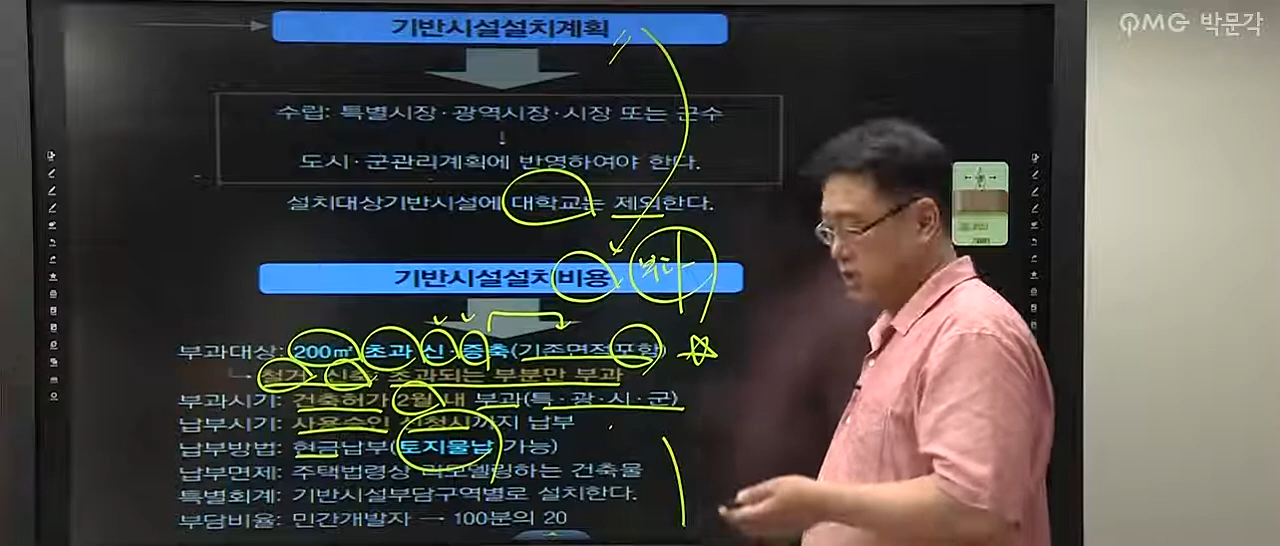 PMG 박문각
기반시설설치계획
수립: 특별시장·광역시장·시장 또는 군수
↓
도시·군관리계획에 반영하여야 한다.
설치대상기반시설에 대학교는 제외한다.
부과
기반시설설치비용
부과대상: 200㎡ 초과 신·증축(기존면적포함)
철거 신축: 초과되는 부분만 부과
부과시기: 건축허가 2월 내 부과(특·광·시·군)
납부시기: 사용승인 신청시까지 납부
납부방법: 현금납부(토지물납 가능)
납부면제: 주택법령상 리모델링하는 건축물
특별회계: 기반시설부담구역별로 설치한다.
부담비율: 민간개발자 → 100분의 20